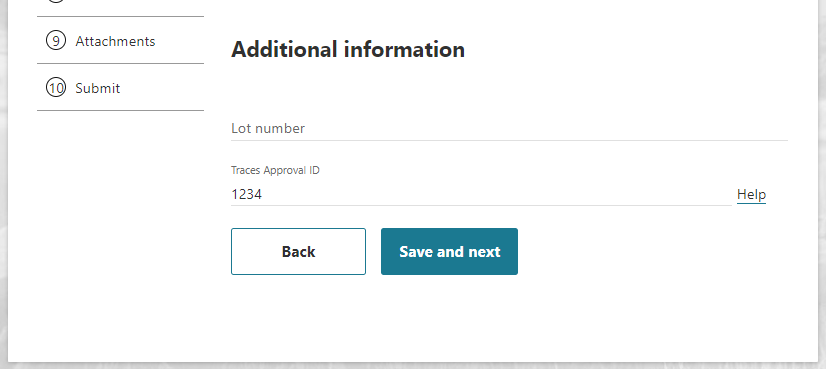 9 Attachments
10 Submit
Additional information
Lot number
Traces Approval ID
1234
Help
Back
Save and next